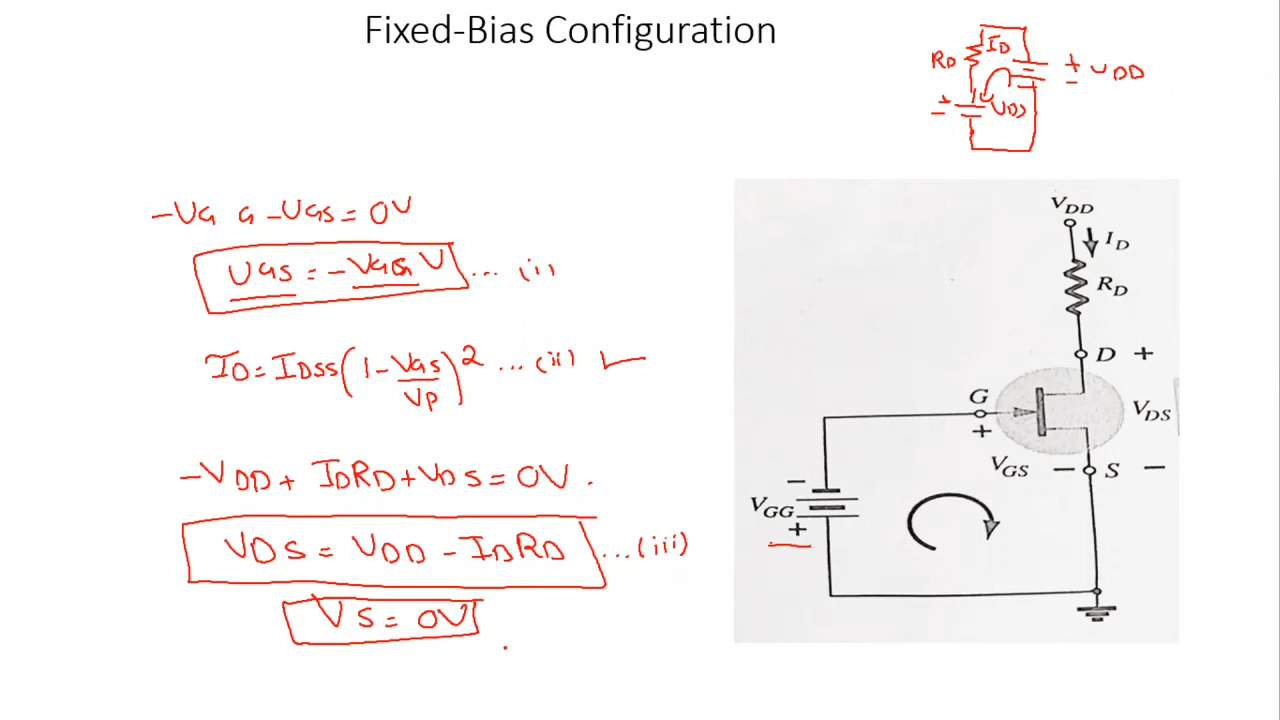 Fixed-Bias Configuration
RD ID + VDD
-
+
- VDD
-VG G -VGS = 0V
VGS = -VGG V ... (i)
ID = IDSS(1 - VGS/VP)^2 ... (ii) ✓
-VDD + IDRD + VDS = 0V .
VDS = VDD - IDRD ... (iii)
VS = 0V
VDD
ID
RD
D +
G
+
VDS
VGS - S -
-
VGG
+